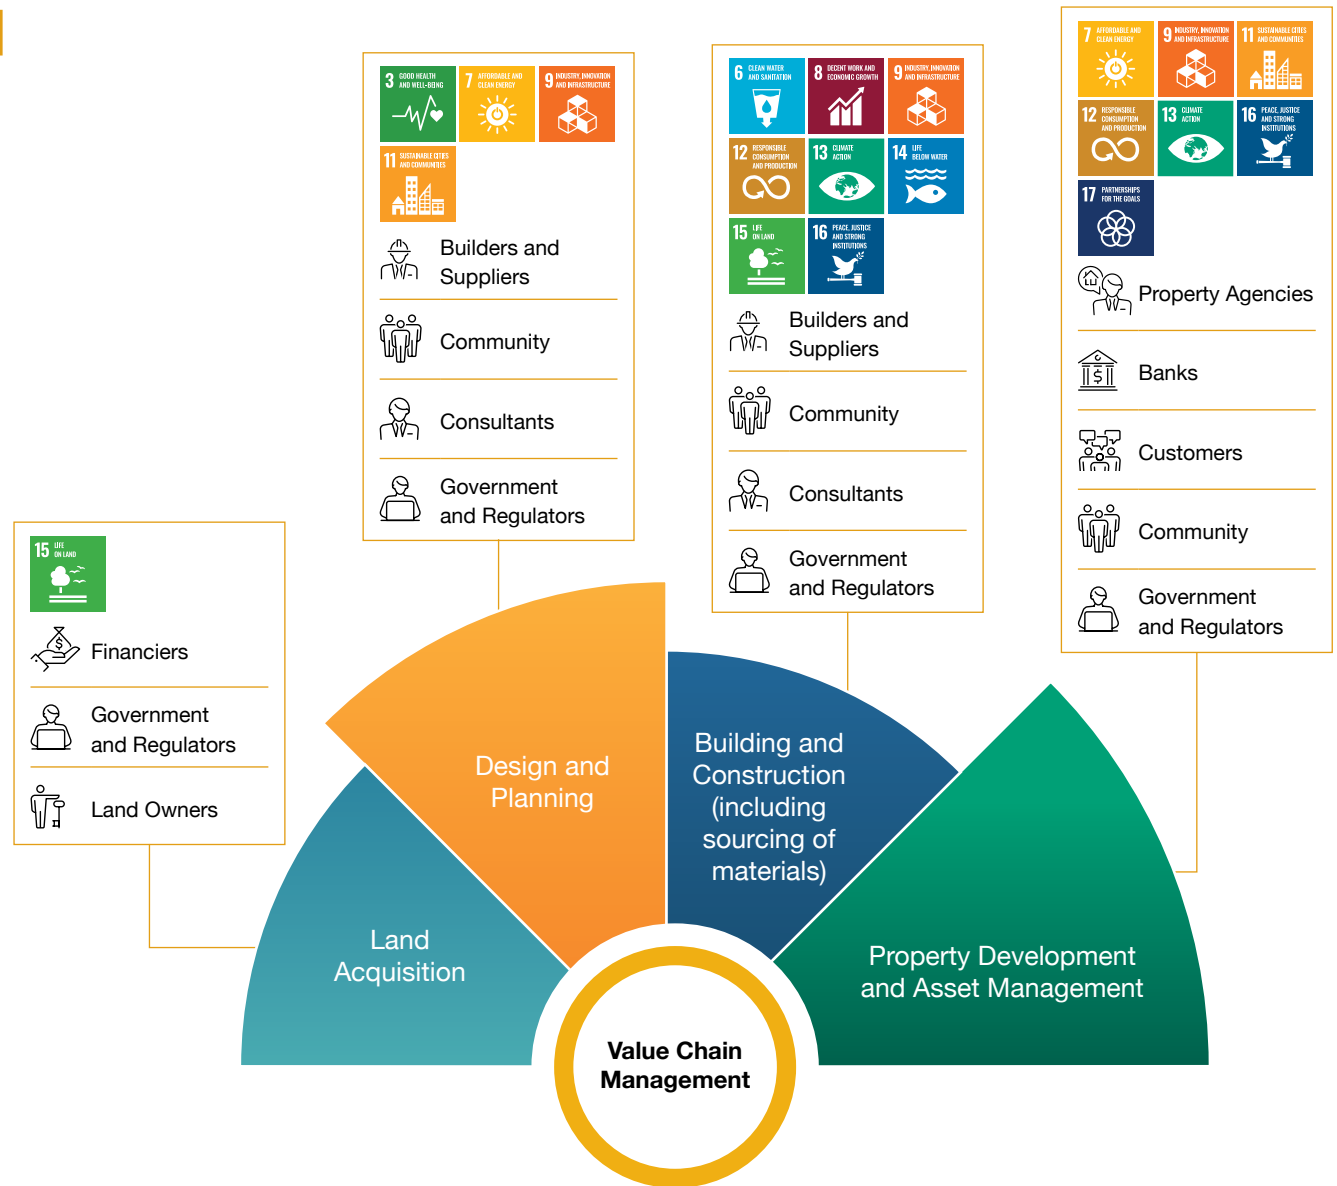 15 LIFE
ON LAND
Financiers
Government
and Regulators
Land Owners
3 GOOD HEALTH
AND WELL-BEING
7 AFFORDABLE AND
CLEAN ENERGY
9 INDUSTRY, INNOVATION
AND INFRASTRUCTURE
11 SUSTAINABLE CITIES
AND COMMUNITIES
Builders and
Suppliers
Community
Consultants
Government
and Regulators
6 CLEAN WATER
AND SANITATION
8 DECENT WORK AND
ECONOMIC GROWTH
9 INDUSTRY, INNOVATION
AND INFRASTRUCTURE
12 RESPONSIBLE
CONSUMPTION
AND PRODUCTION
13 CLIMATE
ACTION
14 LIFE
BELOW WATER
15 LIFE
ON LAND
16 PEACE, JUSTICE
AND STRONG
INSTITUTIONS
Builders and
Suppliers
Community
Consultants
Government
and Regulators
7 AFFORDABLE AND
CLEAN ENERGY
9 INDUSTRY, INNOVATION
AND INFRASTRUCTURE
11 SUSTAINABLE CITIES
AND COMMUNITIES
12 RESPONSIBLE
CONSUMPTION
AND PRODUCTION
13 CLIMATE
ACTION
16 PEACE, JUSTICE
AND STRONG
INSTITUTIONS
17 PARTNERSHIPS
FOR THE GOALS
Property Agencies
$
Banks
Customers
Community
Government
and Regulators
Land
Acquisition
Design and
Planning
Building and
Construction
(including
sourcing of
materials)
Property Development
and Asset Management
Value Chain
Management